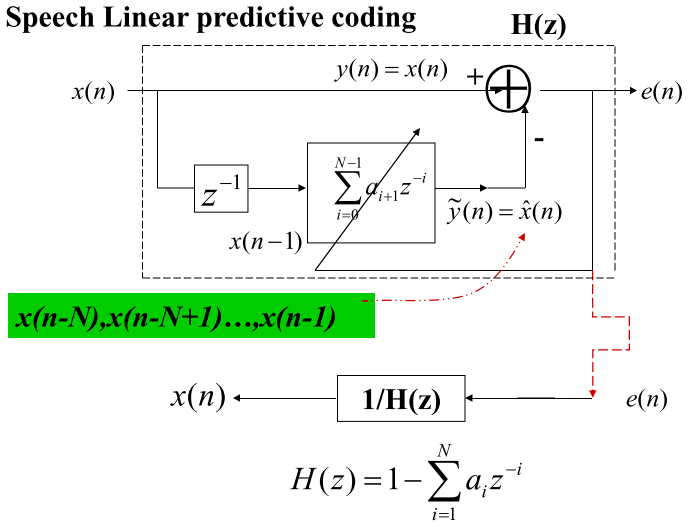 Speech Linear predictive coding
H(z)
x(n)
y(n) = x(n)
+
e(n)
-
z^{-1}
\sum_{i=0}^{N-1} a_{i+1} z^{-i}
x(n-1)
\tilde{y}(n) = \hat{x}(n)
x(n-N),x(n-N+1)…,x(n-1)
x(n)
1/H(z)
e(n)
H(z) = 1 - \sum_{i=1}^{N} a_i z^{-i}